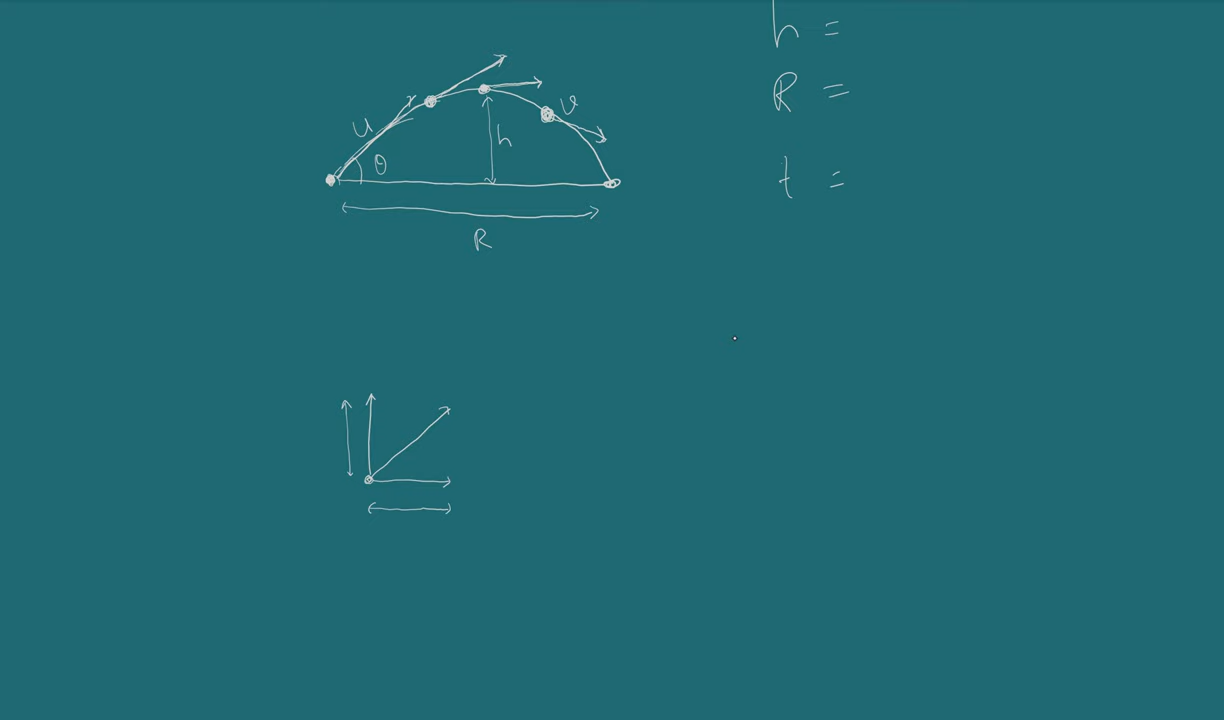 h =
R =
t =
u
θ
h
v
R